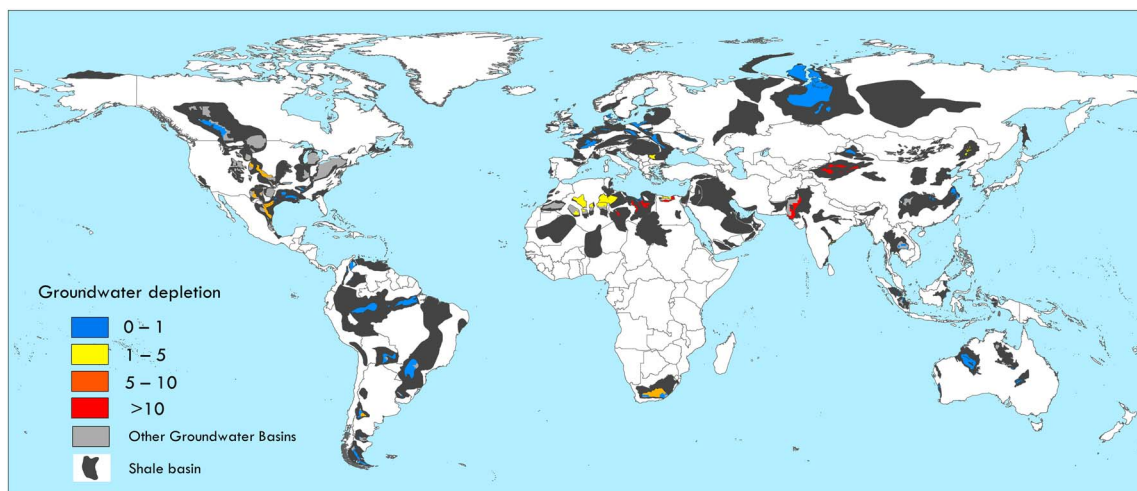 Groundwater depletion
0 – 1
1 – 5
5 – 10
>10
Other Groundwater Basins
Shale basin